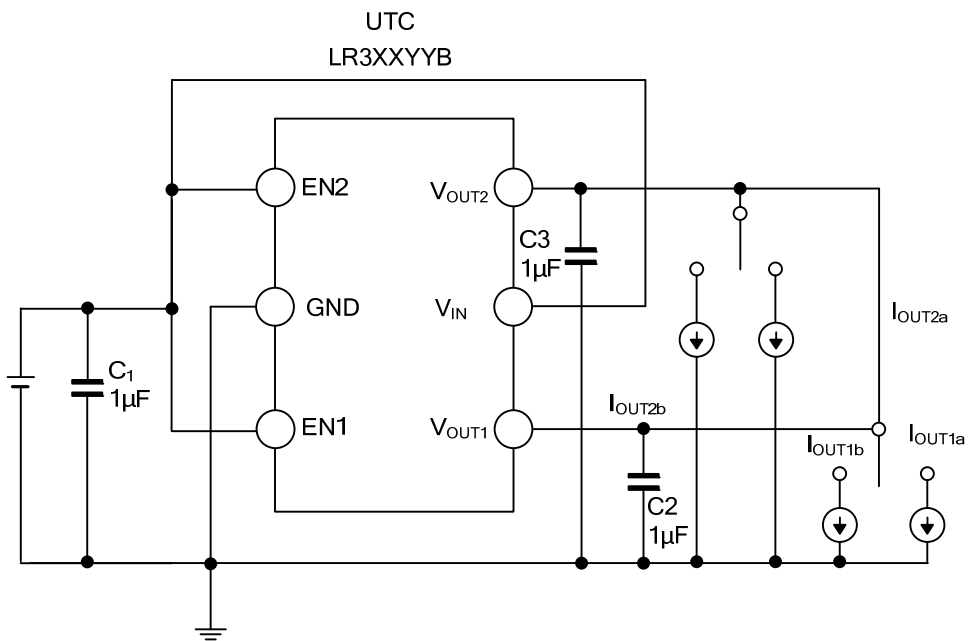 UTC
LR3XXYYB
EN2
VOUT2
C3
1µF
GND
VIN
IOUT2a
C1
1µF
EN1
VOUT1
IOUT2b
IOUT1b
IOUT1a
C2
1µF